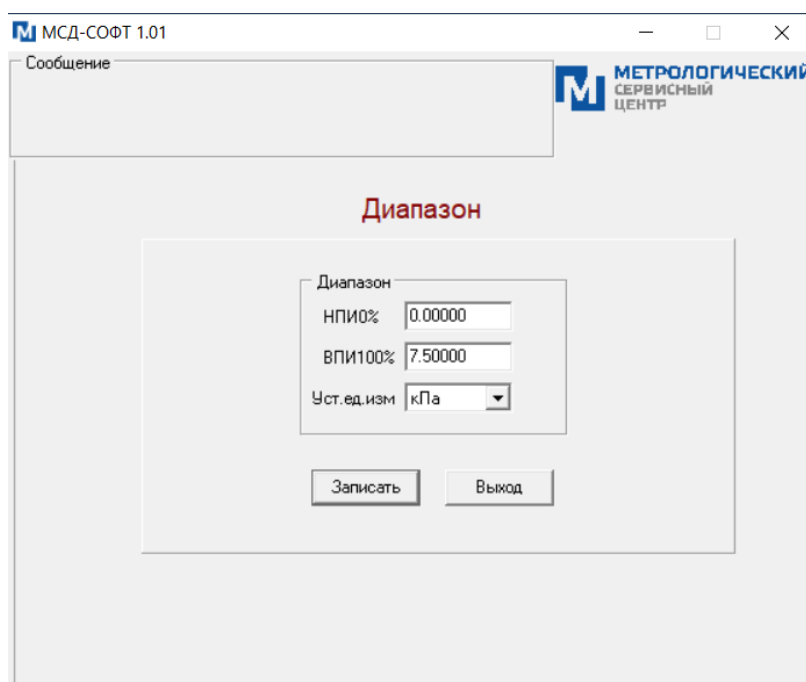 МСД-СОФТ 1.01
Сообщение
МЕТРОЛОГИЧЕСКИЙ
СЕРВИСНЫЙ
ЦЕНТР
Диапазон
Диапазон
НПИ0% 0.00000
ВПИ100% 7.50000
Уст.ед.изм кПа
Записать Выход